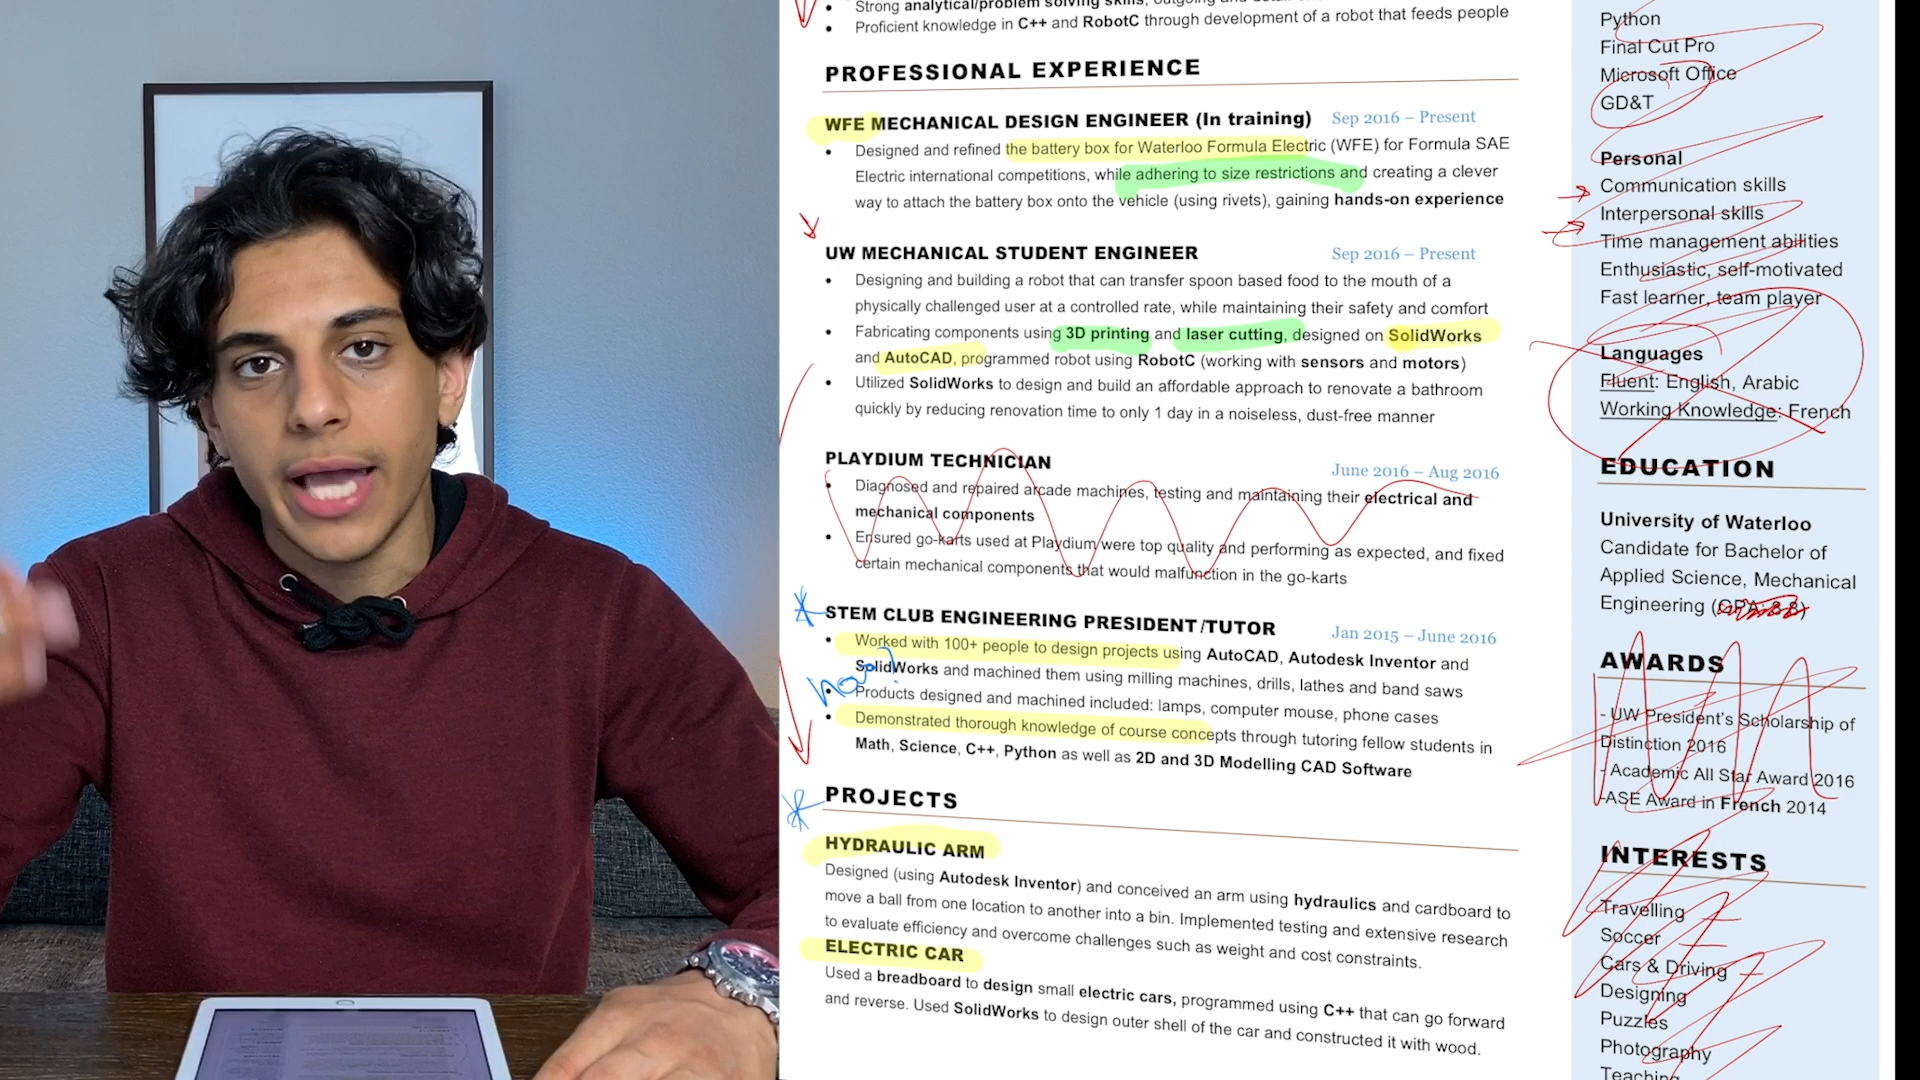 Strong analytical/problem solving skills, outgoing and
Proficient knowledge in C++ and RobotC through development of a robot that feeds people
PROFESSIONAL EXPERIENCE
WFE MECHANICAL DESIGN ENGINEER (In training) Sep 2016 – Present
Designed and refined the battery box for Waterloo Formula Electric (WFE) for Formula SAE
Electric international competitions, while adhering to size restrictions and creating a clever
way to attach the battery box onto the vehicle (using rivets), gaining hands-on experience
UW MECHANICAL STUDENT ENGINEER Sep 2016 – Present
Designing and building a robot that can transfer spoon based food to the mouth of a
physically challenged user at a controlled rate, while maintaining their safety and comfort
Fabricating components using 3D printing and laser cutting, designed on SolidWorks
and AutoCAD, programmed robot using RobotC (working with sensors and motors)
Utilized SolidWorks to design and build an affordable approach to renovate a bathroom
quickly by reducing renovation time to only 1 day in a noiseless, dust-free manner
PLAYDIUM TECHNICIAN June 2016 – Aug 2016
Diagnosed and repaired arcade machines, testing and maintaining their electrical and
mechanical components
Ensured go-karts used at Playdium were top quality and performing as expected, and fixed
certain mechanical components that would malfunction in the go-karts
STEM CLUB ENGINEERING PRESIDENT/TUTOR Jan 2015 – June 2016
Worked with 100+ people to design projects using AutoCAD, Autodesk Inventor and
SolidWorks and machined them using milling machines, drills, lathes and band saws
how?
Products designed and machined included: lamps, computer mouse, phone cases
Demonstrated thorough knowledge of course concepts through tutoring fellow students in
Math, Science, C++, Python as well as 2D and 3D Modelling CAD Software
PROJECTS
HYDRAULIC ARM
Designed (using Autodesk Inventor) and conceived an arm using hydraulics and cardboard to
move a ball from one location to another into a bin. Implemented testing and extensive research
to evaluate efficiency and overcome challenges such as weight and cost constraints.
ELECTRIC CAR
Used a breadboard to design small electric cars, programmed using C++ that can go forward
and reverse. Used SolidWorks to design outer shell of the car and constructed it with wood.
Python
Final Cut Pro
Microsoft Office
GD&T
Personal
Communication skills
Interpersonal skills
Time management abilities
Enthusiastic, self-motivated
Fast learner, team player
Languages
Fluent: English, Arabic
Working Knowledge: French
EDUCATION
University of Waterloo
Candidate for Bachelor of
Applied Science, Mechanical
Engineering
AWARDS
- UW President's Scholarship of
Distinction 2016
- Academic All Star Award 2016
-ASE Award in French 2014
INTERESTS
Travelling
Soccer
Cars & Driving
Designing
Puzzles
Photography
Teaching